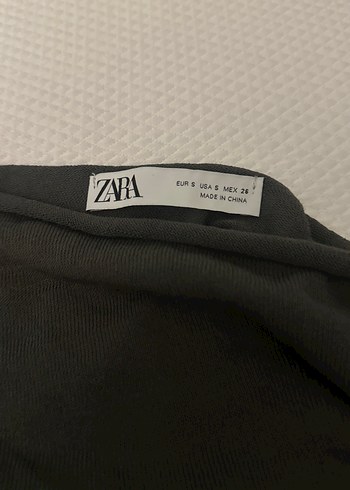 ZARA
EUR S USA S MEX 26
MADE IN CHINA